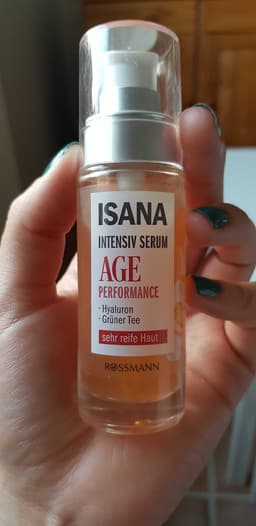 ISANA
INTENSIV SERUM
AGE
PERFORMANCE
· Hyaluron
· Grüner Tee
sehr reife Haut
ROSSMANN